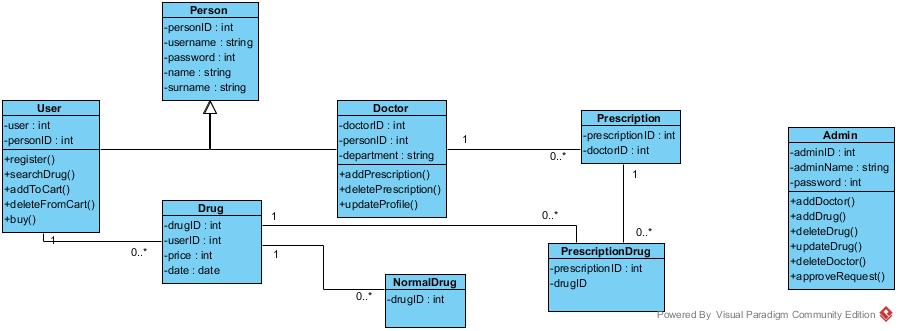 Person
-personID : int
-username : string
-password : int
-name : string
-surname : string
User
-user : int
-personID : int
+register()
+searchDrug()
+addToCart()
+deleteFromCart()
+buy()
Doctor
-doctorID : int
-personID : int
-department : string
+addPrescription()
+deletePrescription()
+updateProfile()
1
0..*
Prescription
-prescriptionID : int
-doctorID : int
1
0..*
Admin
-adminID : int
-adminName : string
-password : int
+addDoctor()
+addDrug()
+deleteDrug()
+updateDrug()
+deleteDoctor()
+approveRequest()
1
0..*
Drug
-drugID : int
-userID : int
-price : int
-date : date
1
0..*
1
0..*
NormalDrug
-drugID : int
PrescriptionDrug
-prescriptionID : int
-drugID
Powered By Visual Paradigm Community Edition